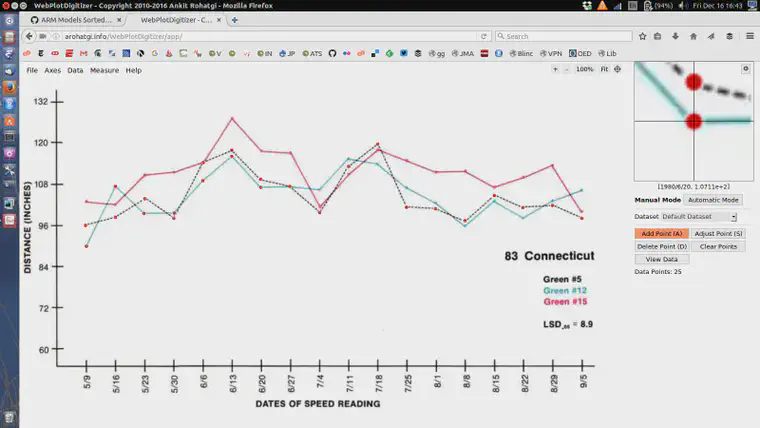 WebPlotDigitizer - Copyright 2010-2016 Ankit Rohatgi - Mozilla Firefox
(94%) Fri Dec 16 16:43
ARM Models Sorted...
WebPlotDigitizer - C...
arohatgi.info/WebPlotDigitizer/app/
Search
IN JP ATS gg JMA Blinc VPN OED Lib
File Axes Data Measure Help
+ - 100% Fit
132
120
108
96
84
72
60
DISTANCE (INCHES)
83 Connecticut
Green #5
Green #12
Green #15
LSD.05 = 8.9
5/9 5/16 5/23 5/30 6/6 6/13 6/20 6/27 7/4 7/11 7/18 7/25 8/1 8/8 8/15 8/22 8/29 9/5
DATES OF SPEED READING
[1980/6/20, 1.0711e+2]
Manual Mode Automatic Mode
Dataset Default Dataset
Add Point (A) Adjust Point (S)
Delete Point (D) Clear Points
View Data
Data Points: 25